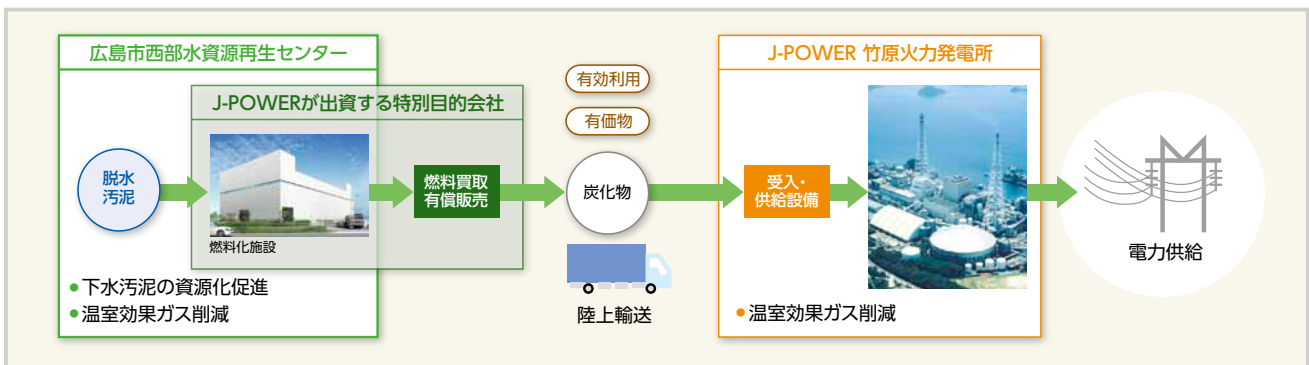 広島市西部水資源再生センター
J-POWERが出資する特別目的会社
脱水
汚泥
燃料化施設
燃料買取
有償販売
●下水汚泥の資源化促進
●温室効果ガス削減
有効利用
有価物
炭化物
陸上輸送
J-POWER 竹原火力発電所
受入・
供給設備
●温室効果ガス削減
電力供給